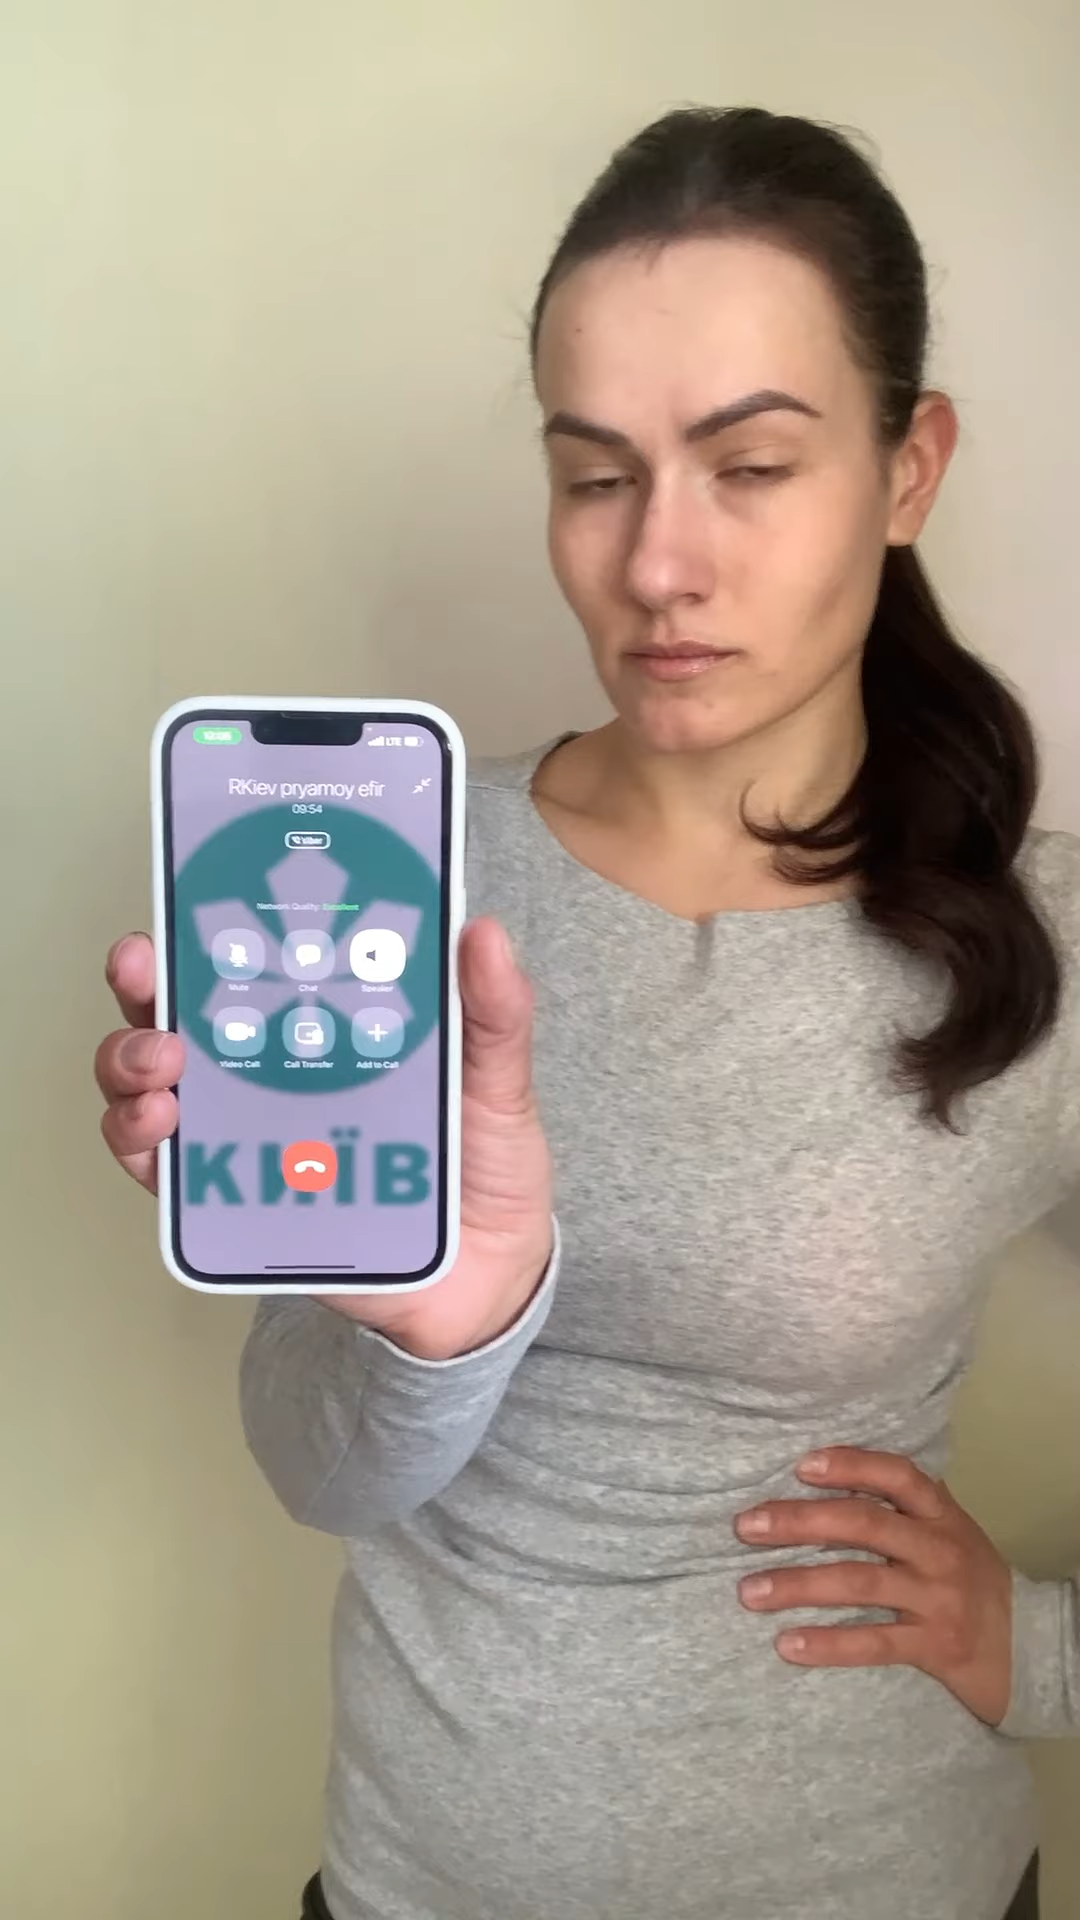 LTE
RKiev pryamoy efir
09:54
Viber
Network Quality: Excellent
Mute
Chat
Speaker
Video Call
Call Transfer
Add to Call
КИЇВ